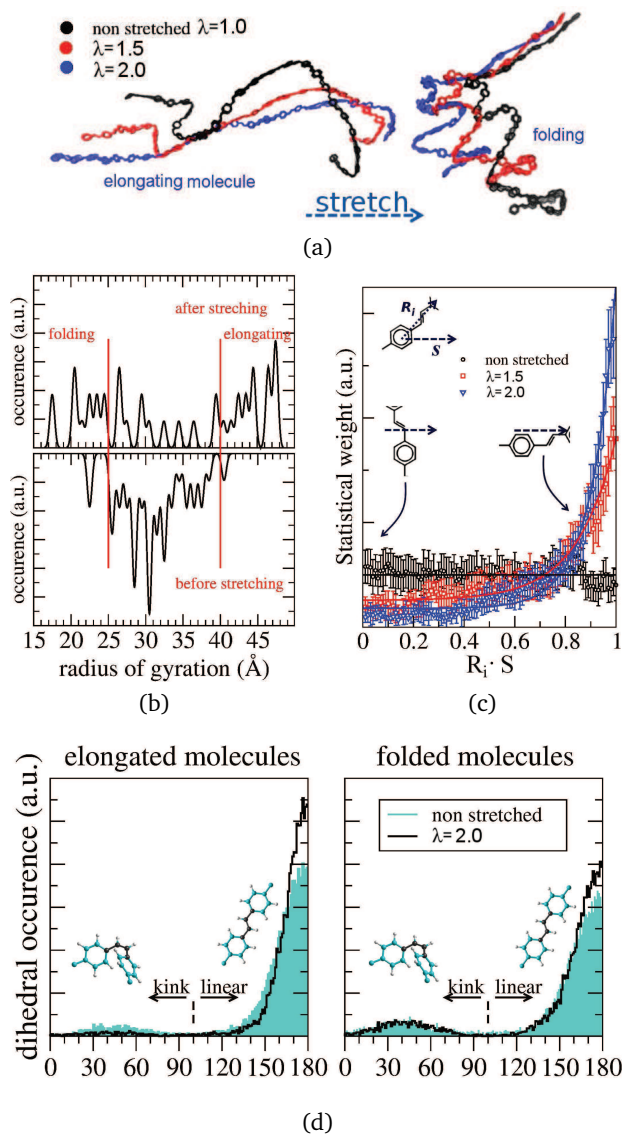 non stretched λ=1.0
λ=1.5
λ=2.0
elongating molecule
folding
stretch
(a)
after streching
folding
elongating
occurence (a.u.)
occurence (a.u.)
before stretching
15 20 25 30 35 40 45
radius of gyration (Å)
(b)
R_i
S
non stretched
λ=1.5
λ=2.0
Statistical weight (a.u.)
0 0.2 0.4 0.6 0.8 1
R_i · S
(c)
elongated molecules
folded molecules
non stretched
λ=2.0
dihedral occurence (a.u.)
kink linear
kink linear
0 30 60 90 120 150 180
0 30 60 90 120 150 180
(d)